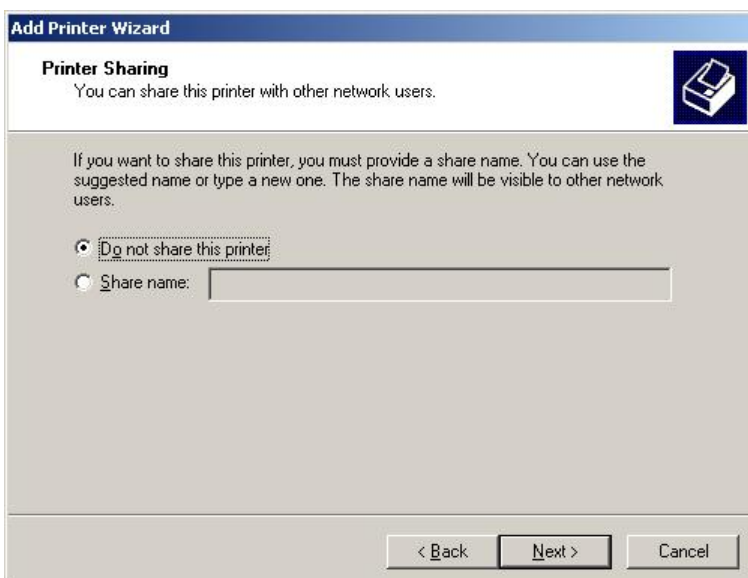 Add Printer Wizard
Printer Sharing
You can share this printer with other network users.
If you want to share this printer, you must provide a share name. You can use the
suggested name or type a new one. The share name will be visible to other network
users.
Do not share this printer
Share name:
< Back Next > Cancel